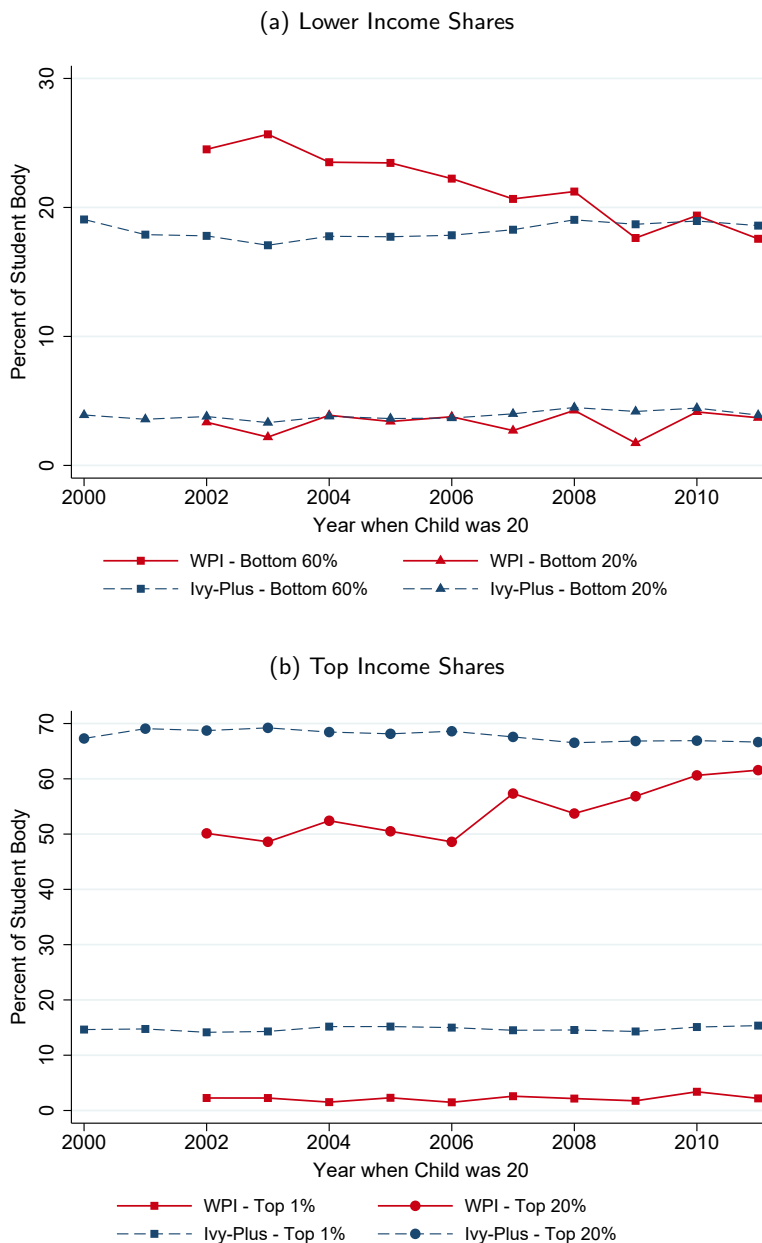 (a) Lower Income Shares
30
20
10
0
Percent of Student Body
2000 2002 2004 2006 2008 2010
Year when Child was 20
WPI - Bottom 60% WPI - Bottom 20%
Ivy-Plus - Bottom 60% Ivy-Plus - Bottom 20%
(b) Top Income Shares
70
60
50
40
30
20
10
0
Percent of Student Body
2000 2002 2004 2006 2008 2010
Year when Child was 20
WPI - Top 1% WPI - Top 20%
Ivy-Plus - Top 1% Ivy-Plus - Top 20%